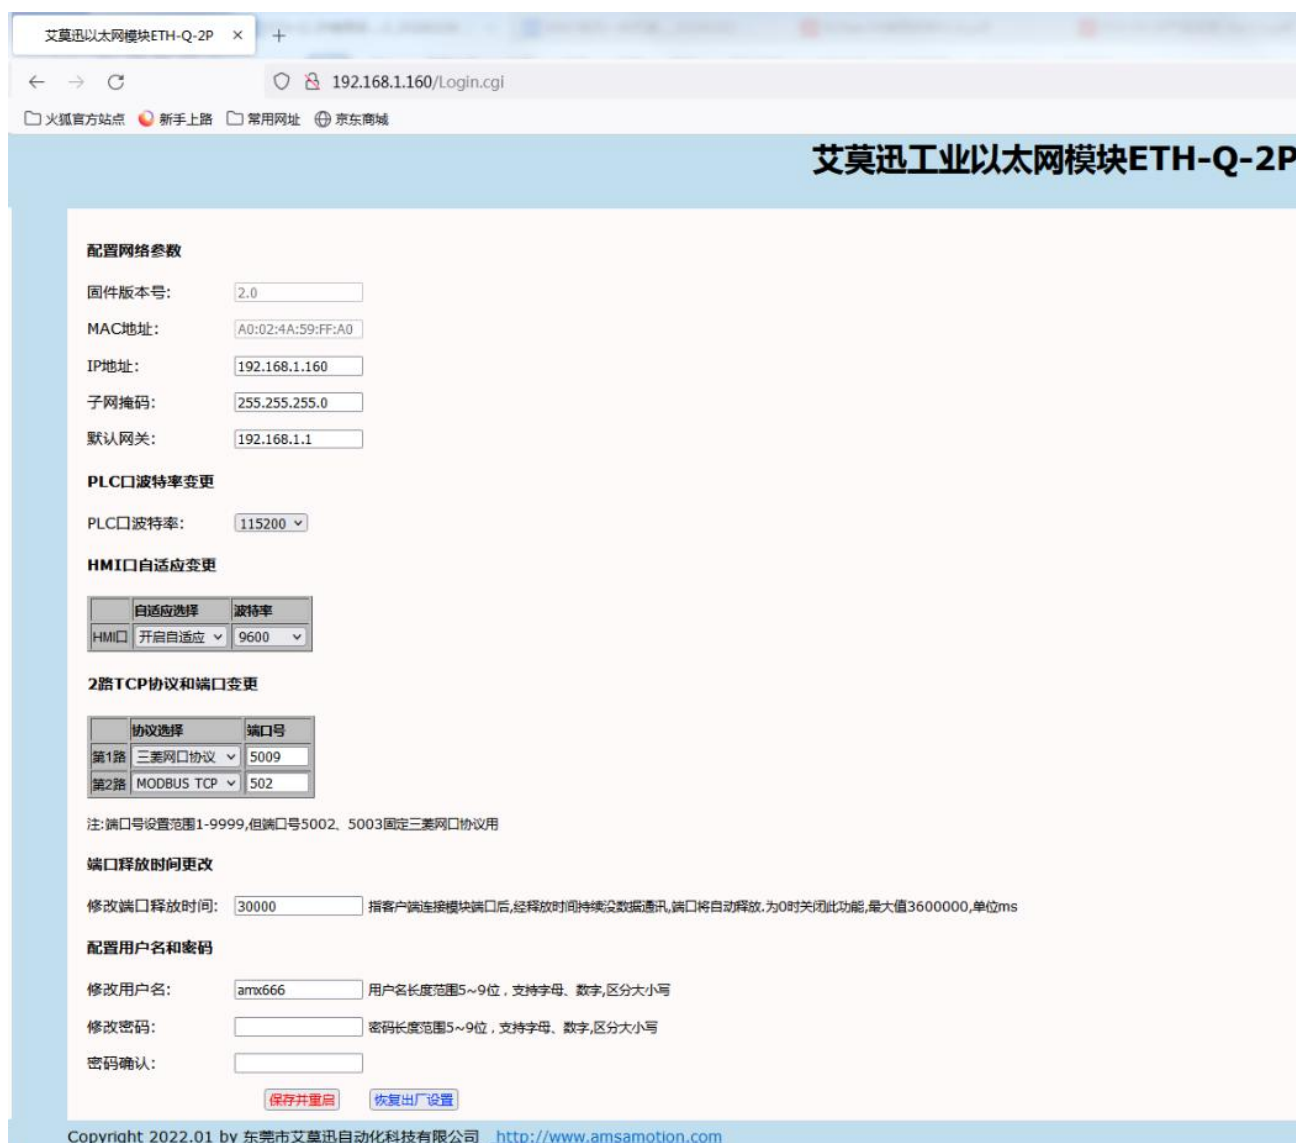 艾莫迅以太网模块ETH-Q-2P × +
192.168.1.160/Login.cgi
火狐官方站点 新手上路 常用网址 京东商城
艾莫迅工业以太网模块ETH-Q-2P
配置网络参数
固件版本号: 2.0
MAC地址: A0:02:4A:59:FF:A0
IP地址: 192.168.1.160
子网掩码: 255.255.255.0
默认网关: 192.168.1.1
PLC口波特率变更
PLC口波特率: 115200
HMI口自适应变更
自适应选择 波特率
HMI口 开启自适应 9600
2路TCP协议和端口变更
协议选择 端口号
第1路 三菱网口协议 5009
第2路 MODBUS TCP 502
注:端口号设置范围1-9999,但端口号5002、5003固定三菱网口协议用
端口释放时间更改
修改端口释放时间: 30000 指客户端连接模块端口后,经释放时间持续没数据通讯,端口将自动释放.为0时关闭此功能,最大值3600000,单位ms
配置用户名和密码
修改用户名: amx666 用户名长度范围5~9位，支持字母、数字,区分大小写
修改密码: 密码长度范围5~9位，支持字母、数字,区分大小写
密码确认:
保存并重启 恢复出厂设置
Copyright 2022.01 by 东莞市艾莫迅自动化科技有限公司 http://www.amsamotion.com